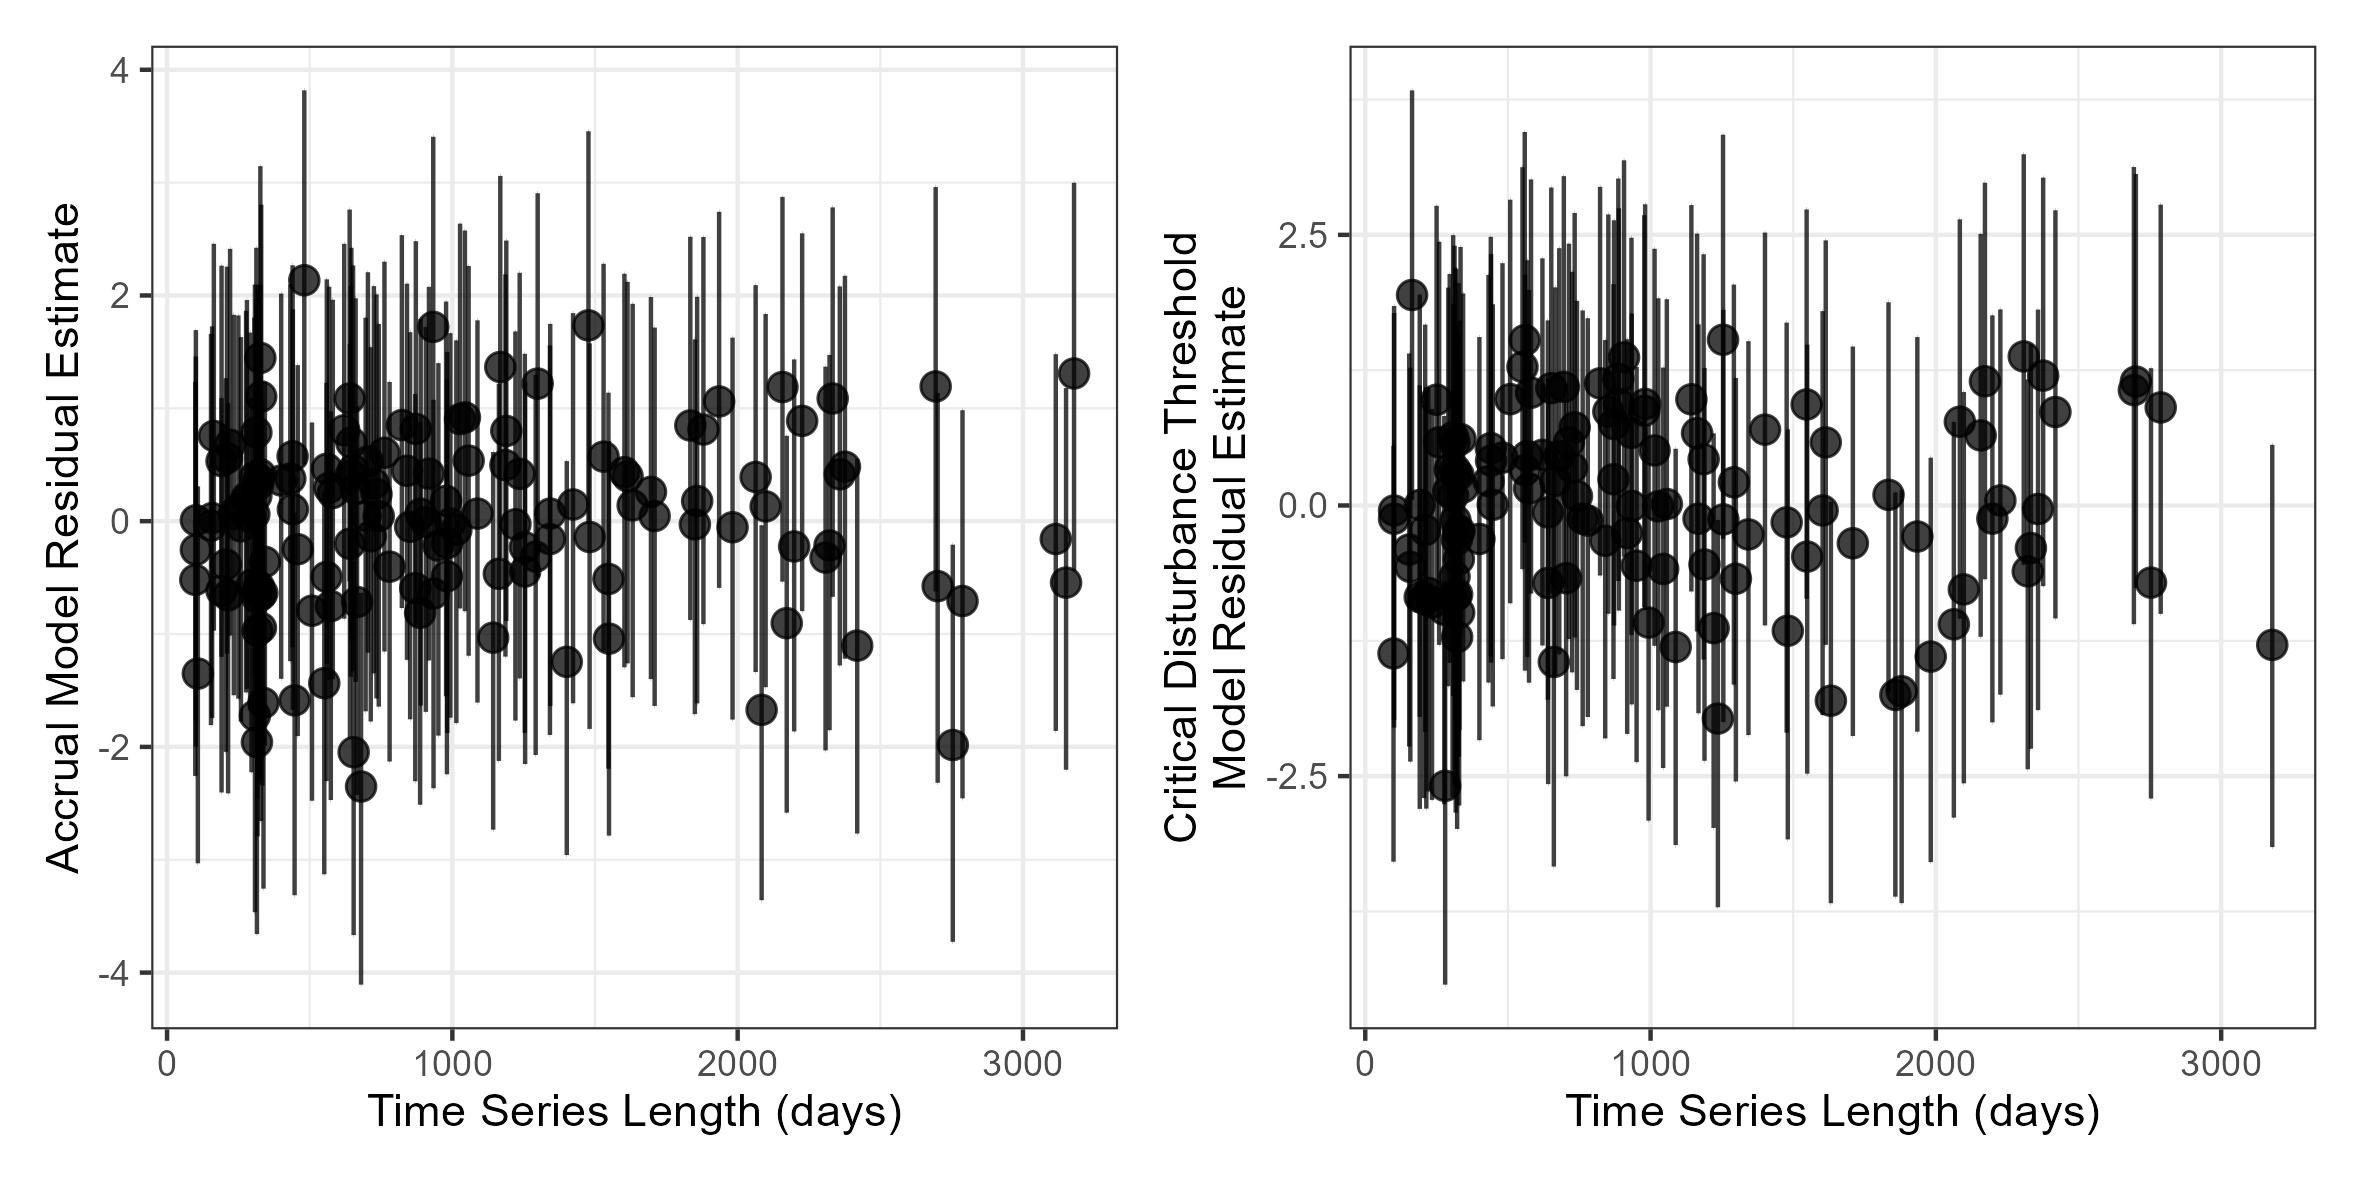 Accrual Model Residual Estimate
4
2
0
-2
-4
0 1000 2000 3000
Time Series Length (days)
Critical Disturbance Threshold
Model Residual Estimate
2.5
0.0
-2.5
0 1000 2000 3000
Time Series Length (days)